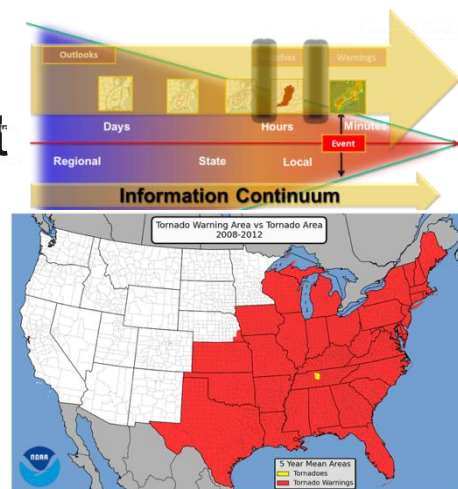 Outlooks
Warnings
Days
Hours
Minutes
t
Event
Regional
State
Local
Information Continuum
Tornado Warning Area vs Tornado Area
2008-2012
NOAA
5 Year Mean Areas
Tornadoes
Tornado Warnings